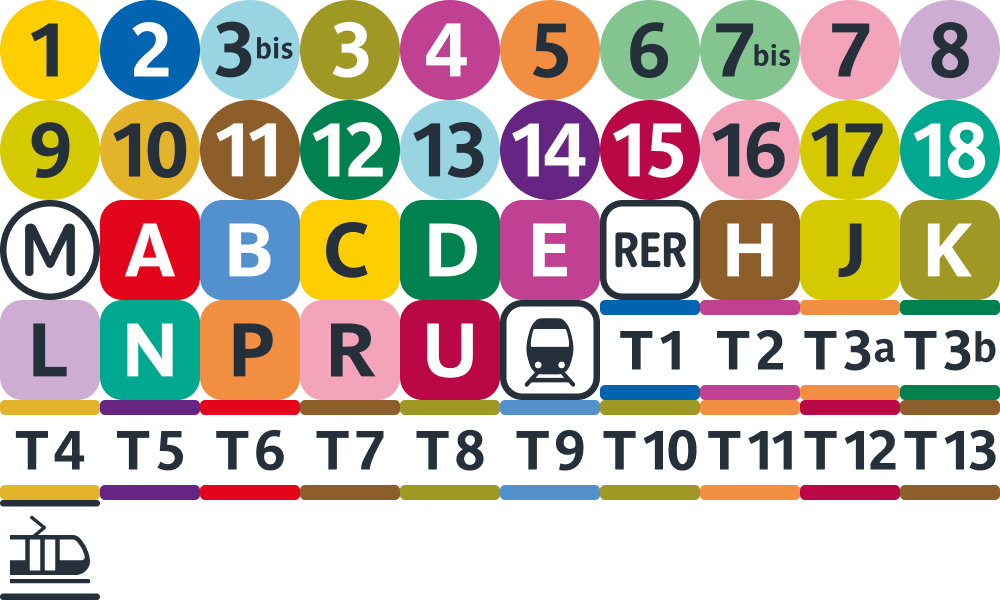 1 2 3bis 3 4 5 6 7bis 7 8
9 10 11 12 13 14 15 16 17 18
M A B C D E RER H J K
L N P R U T1 T2 T3a T3b
T4 T5 T6 T7 T8 T9 T10 T11 T12 T13